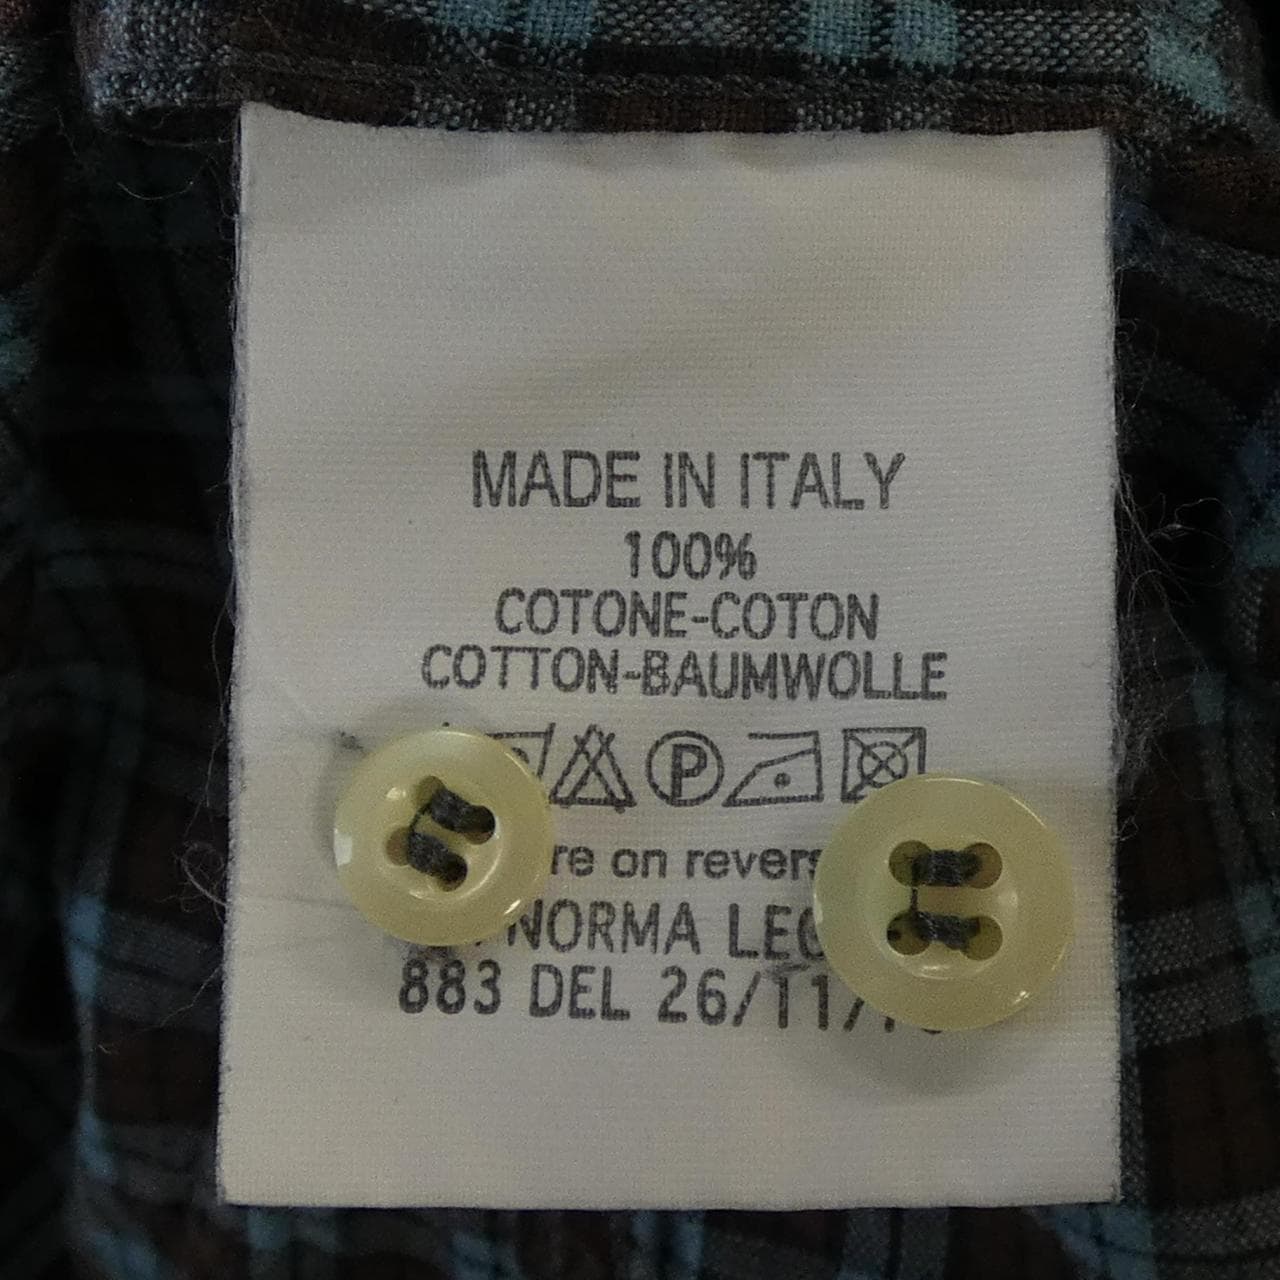 MADE IN ITALY
100%
COTONE-COTON
COTTON-BAUMWOLLE
P
re on revers
NORMA LEG
883 DEL 26/11/